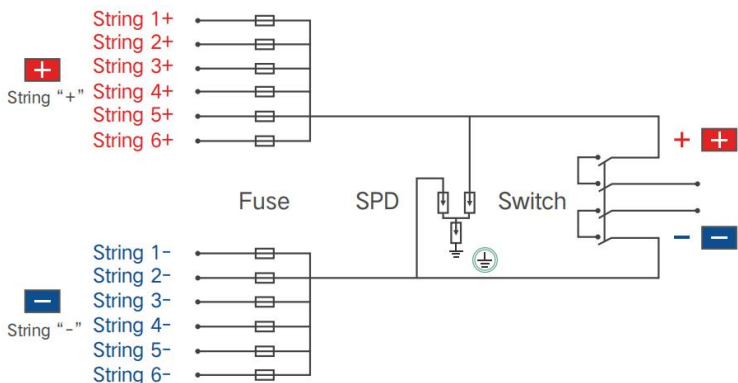 String 1+
String 2+
String 3+
+
String 4+
String “+”
String 5+
String 6+
+ +
Fuse SPD Switch
− −
String 1-
String 2-
String 3-
−
String 4-
String “-”
String 5-
String 6-